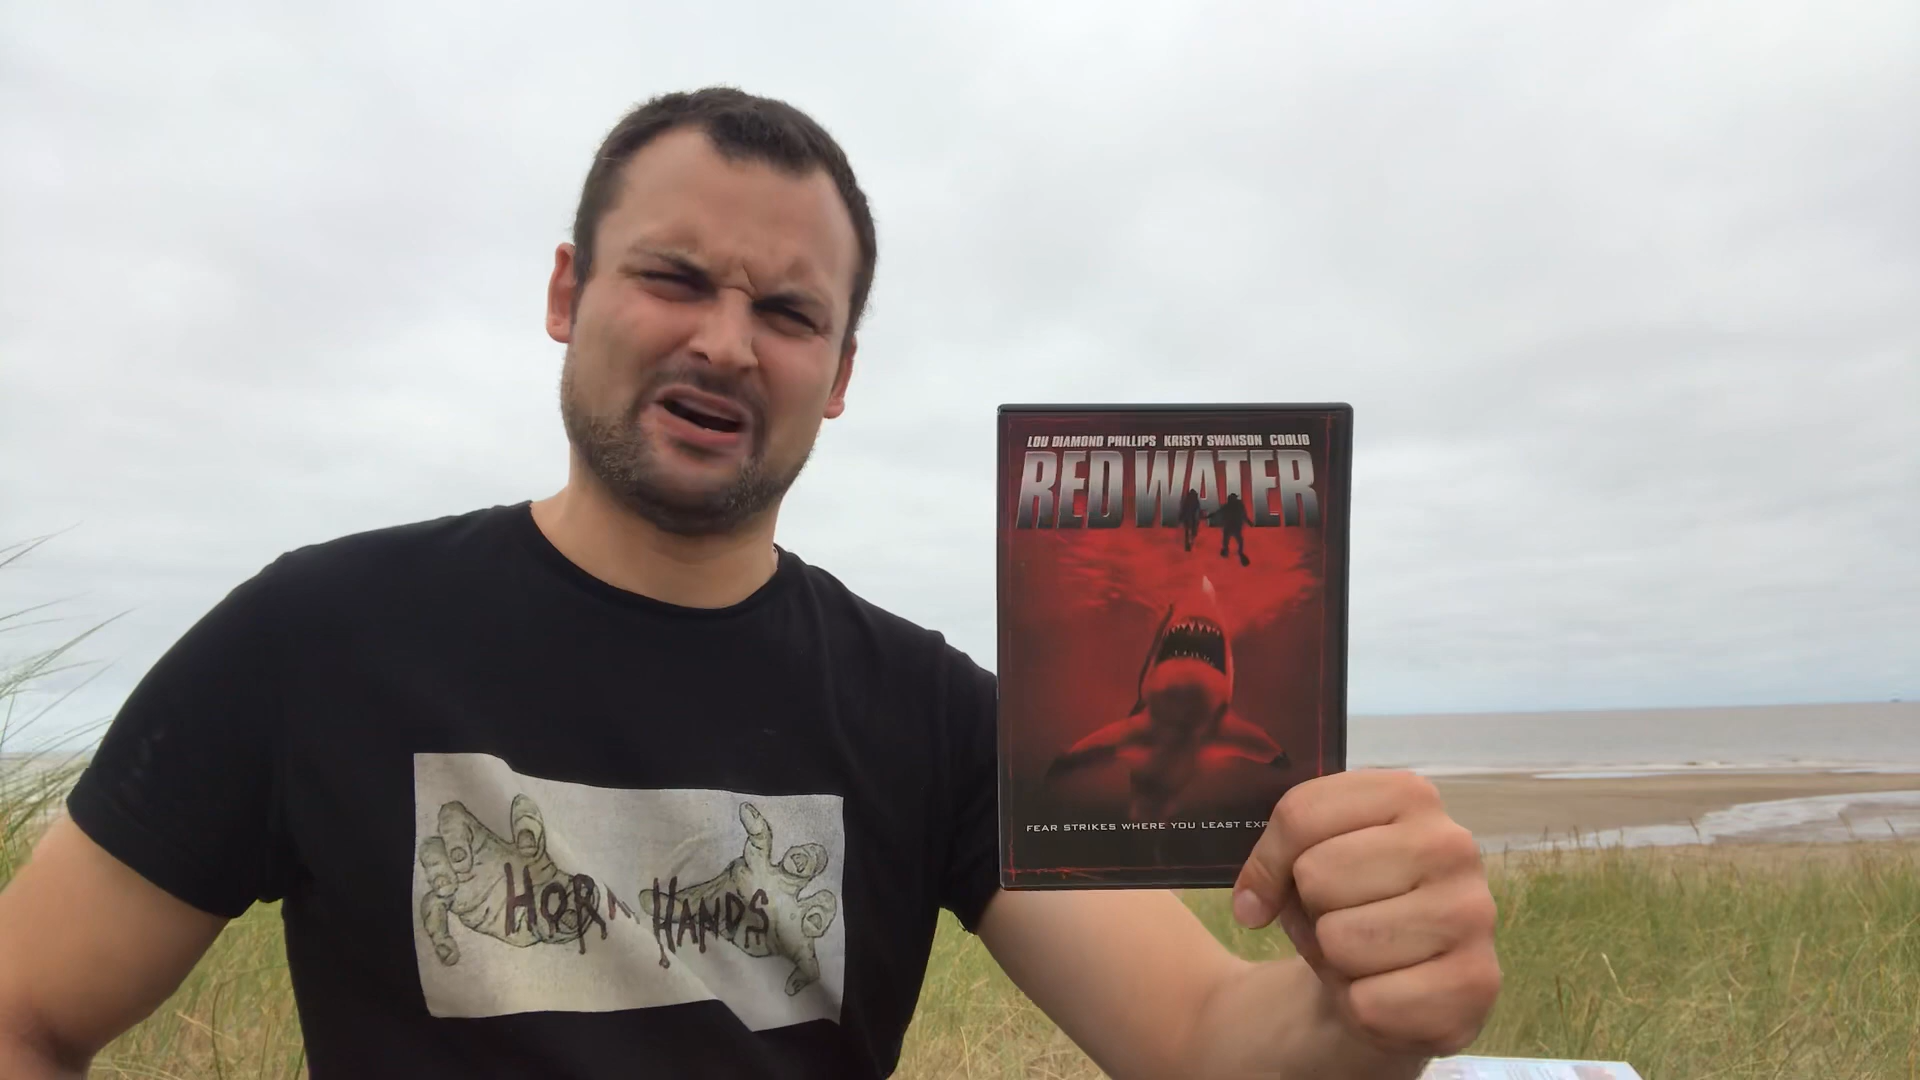 LOU DIAMOND PHILLIPS KRISTY SWANSON COOLIO
RED WATER
FEAR STRIKES WHERE YOU LEAST
HANDS